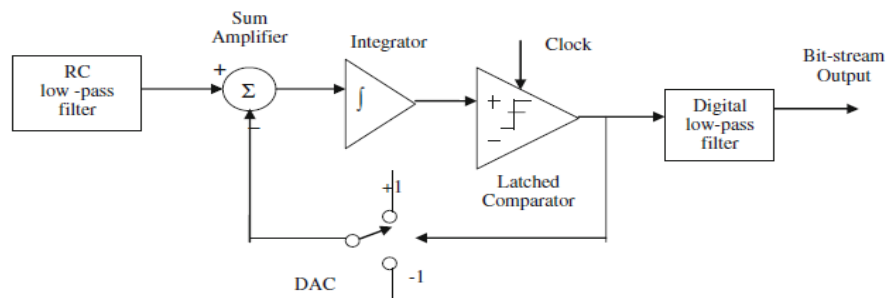 Sum
Amplifier
Integrator
Clock
Bit-stream
Output
RC
low -pass
filter
+
Σ
−
∫
+
−
Digital
low-pass
filter
Latched
Comparator
+1
DAC
-1